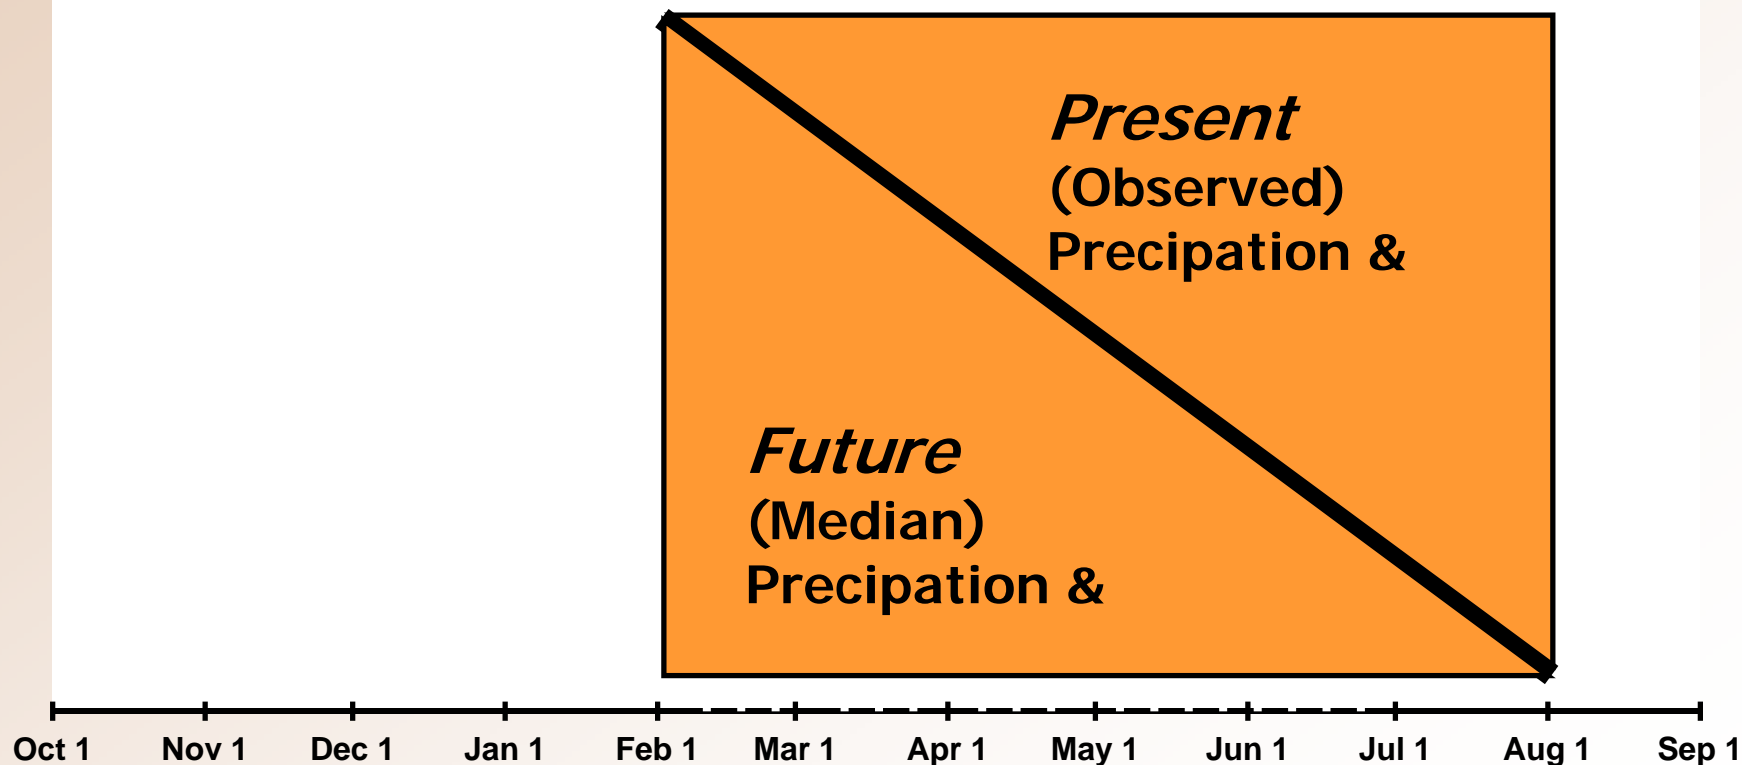 Present
(Observed)
Precipation &
Future
(Median)
Precipation &
Oct 1 Nov 1 Dec 1 Jan 1 Feb 1 Mar 1 Apr 1 May 1 Jun 1 Jul 1 Aug 1 Sep 1